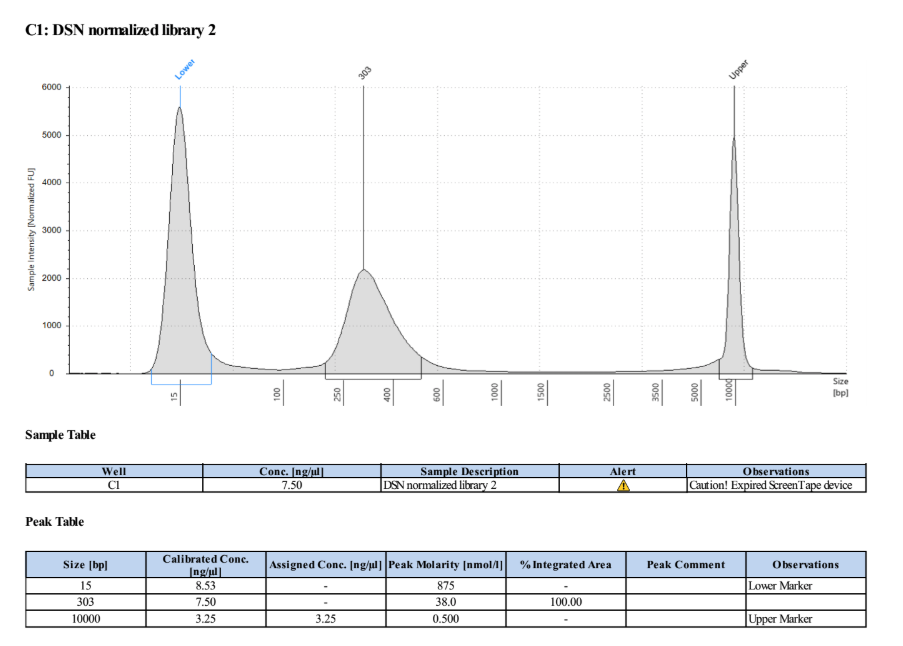 C1: DSN normalized library 2
Lower
303
Upper
Sample Intensity [Normalized FU]
6000
5000
4000
3000
2000
1000
0
15
100
250
400
600
1000
1500
2500
3500
5000
10000
Size
[bp]
Sample Table
Well Conc. [ng/µl] Sample Description Alert Observations
C1 7.50 DSN normalized library 2 Caution! Expired ScreenTape device
Peak Table
Size [bp] Calibrated Conc. [ng/µl] Assigned Conc. [ng/µl] Peak Molarity [nmol/l] % Integrated Area Peak Comment Observations
15 8.53 - 875 - Lower Marker
303 7.50 - 38.0 100.00
10000 3.25 3.25 0.500 - Upper Marker